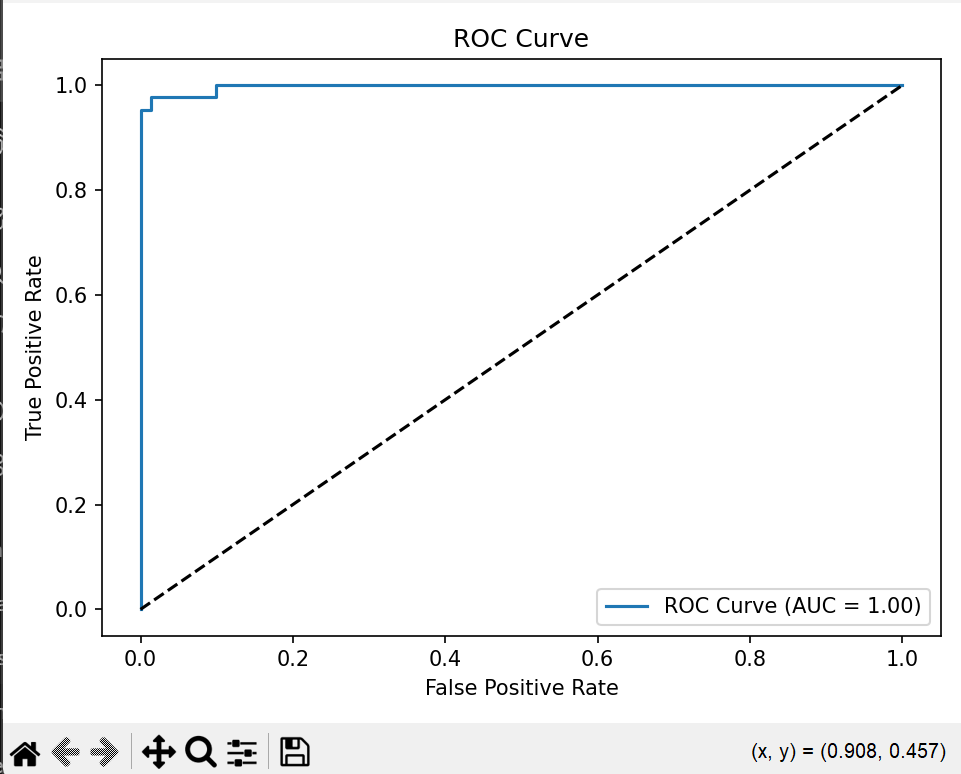 ROC Curve
1.0
0.8
0.6
0.4
0.2
0.0
True Positive Rate
ROC Curve (AUC = 1.00)
0.0 0.2 0.4 0.6 0.8 1.0
False Positive Rate
(x, y) = (0.908, 0.457)